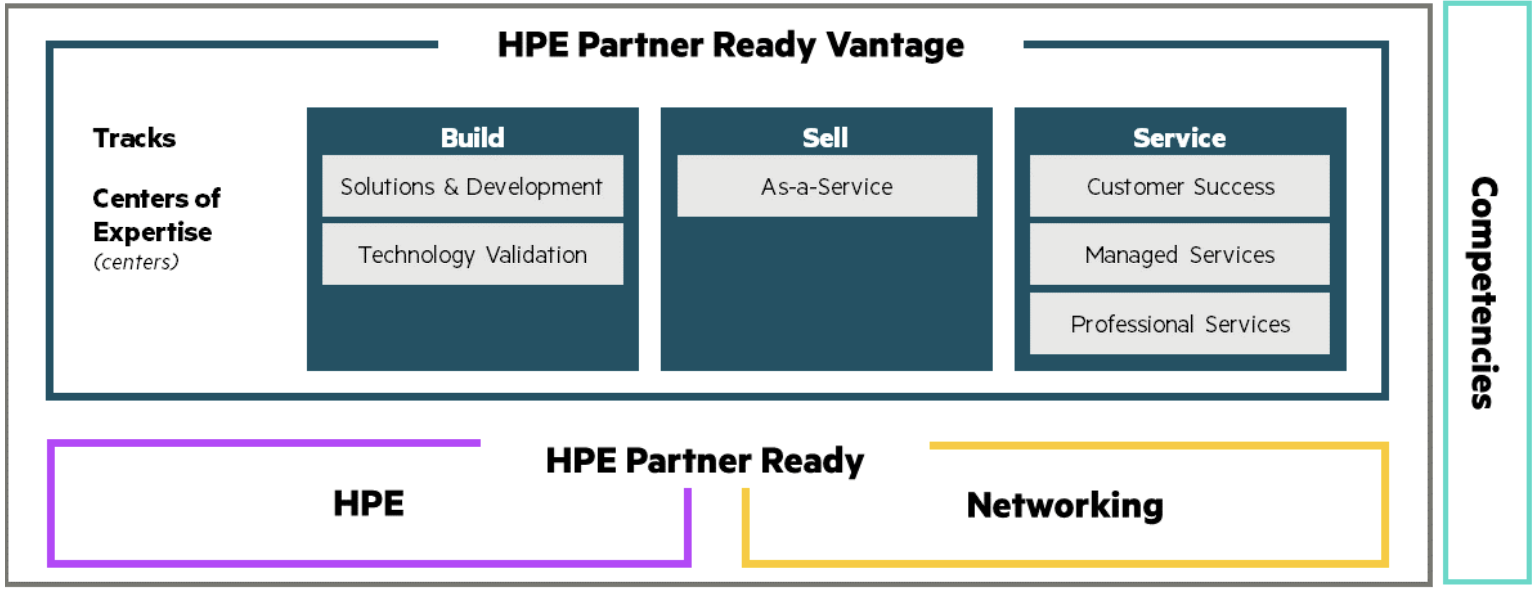 HPE Partner Ready Vantage
Tracks
Build
Sell
Service
Centers of
Expertise
(centers)
Solutions & Development
Technology Validation
As-a-Service
Customer Success
Managed Services
Professional Services
HPE Partner Ready
HPE
Networking
Competencies